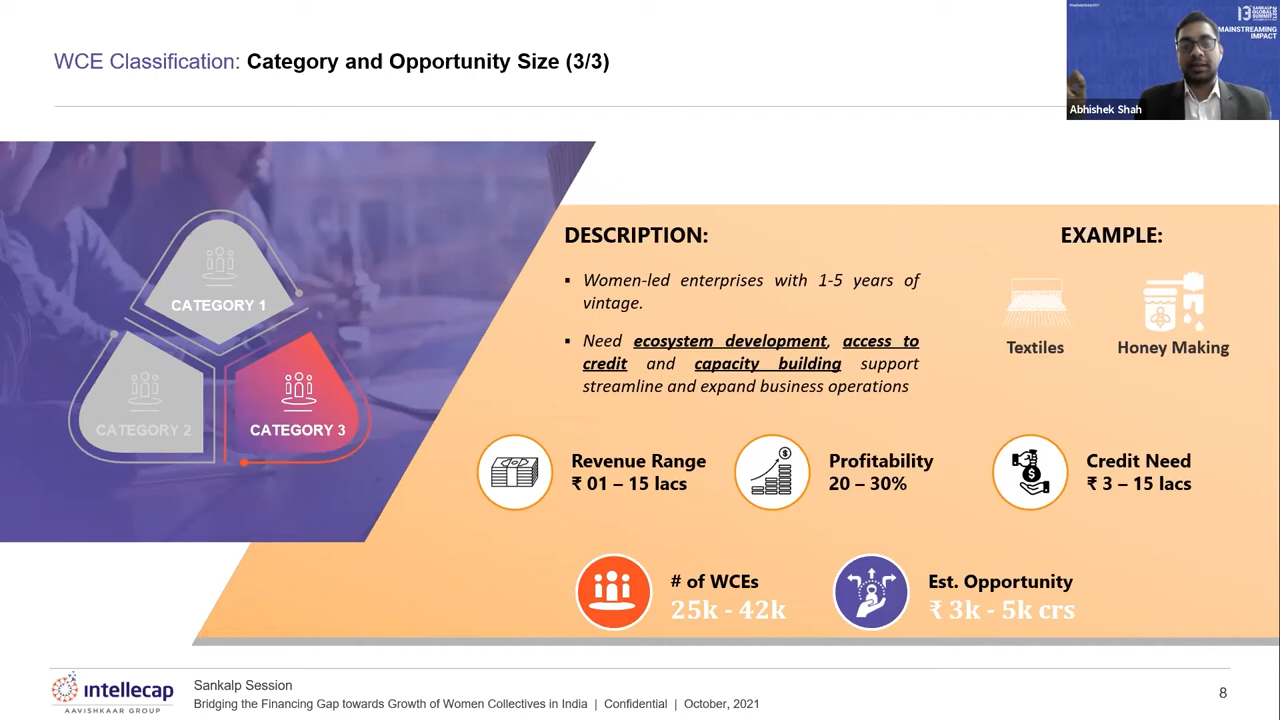 WCE Classification: Category and Opportunity Size (3/3)
13 SANKALP
GLOBAL
SUMMIT
MAINSTREAMING
IMPACT
Abhishek Shah
CATEGORY 1
CATEGORY 2
CATEGORY 3
DESCRIPTION:
▪ Women-led enterprises with 1-5 years of
vintage.
▪ Need ecosystem development, access to
credit and capacity building support
streamline and expand business operations
EXAMPLE:
Textiles
Honey Making
Revenue Range
₹ 01 – 15 lacs
Profitability
20 – 30%
Credit Need
₹ 3 – 15 lacs
# of WCEs
25k - 42k
Est. Opportunity
₹ 3k - 5k crs
intellecap
AAVISHKAAR GROUP
Sankalp Session
Bridging the Financing Gap towards Growth of Women Collectives in India | Confidential | October, 2021
8